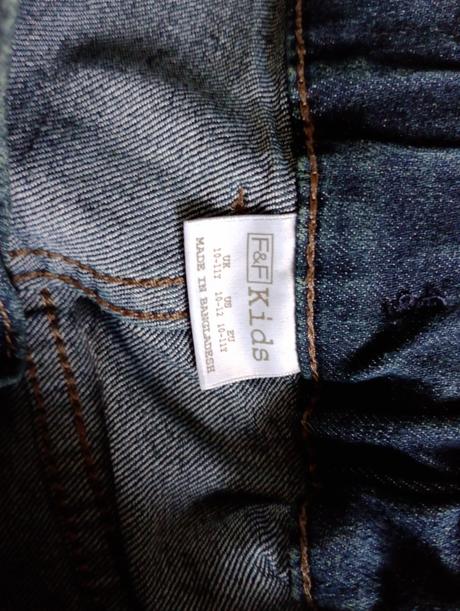 F&F Kids
UK US EU
10-11Y 10-12 10-11Y
MADE IN BANGLADESH